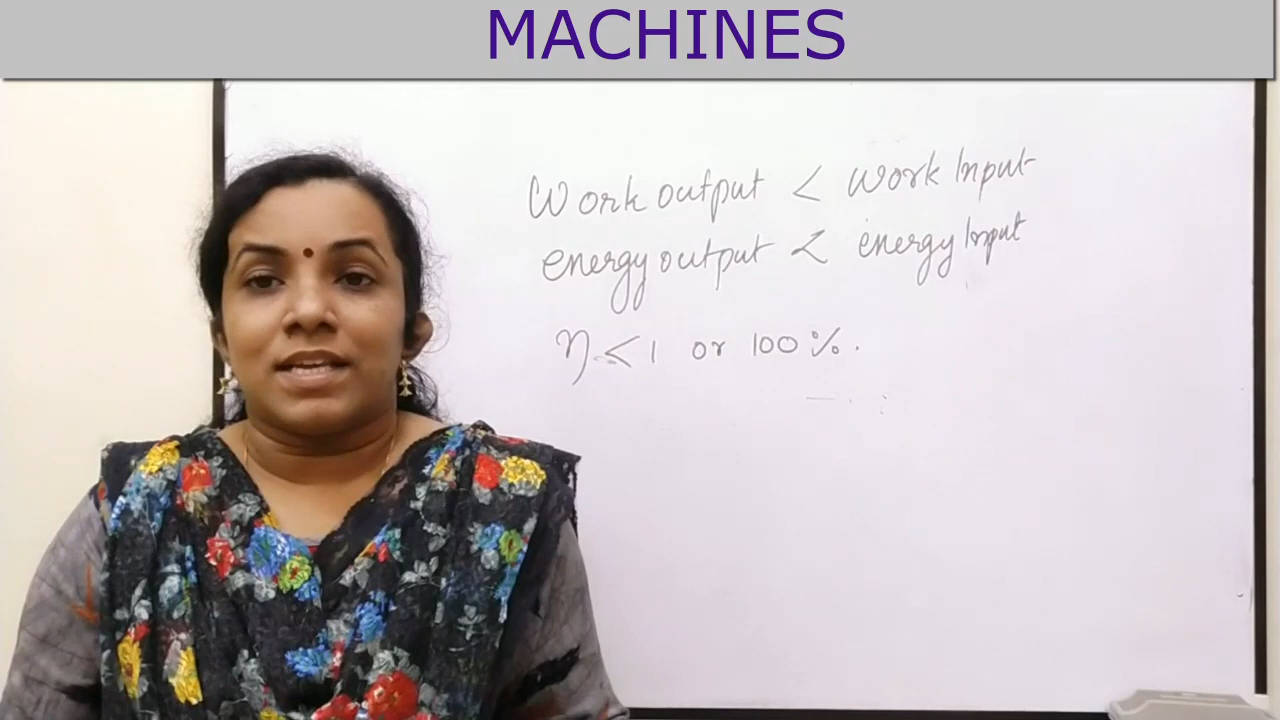 MACHINES
Work output < Work Input
energy output < energy Input
η < 1 or 100%.